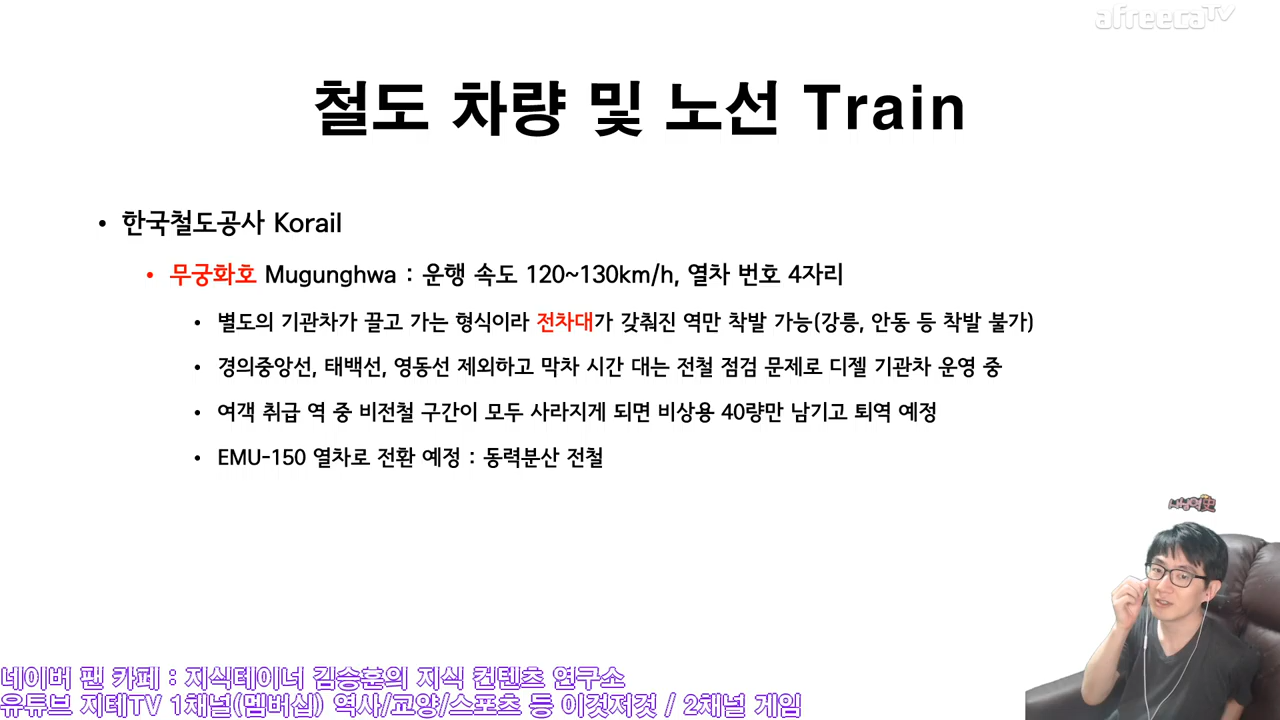 afreecaTV
철도 차량 및 노선 Train
• 한국철도공사 Korail
• 무궁화호 Mugunghwa : 운행 속도 120~130km/h, 열차 번호 4자리
• 별도의 기관차가 끌고 가는 형식이라 전차대가 갖춰진 역만 착발 가능(강릉, 안동 등 착발 불가)
• 경의중앙선, 태백선, 영동선 제외하고 막차 시간 대는 전철 점검 문제로 디젤 기관차 운영 중
• 여객 취급 역 중 비전철 구간이 모두 사라지게 되면 비상용 40량만 남기고 퇴역 예정
• EMU-150 열차로 전환 예정 : 동력분산 전철
네이버 팬 카페 : 지식테이너 김승훈의 지식 컨텐츠 연구소
유튜브 지테TV 1채널(멤버십) 역사/교양/스포츠 등 이것저것 / 2채널 게임